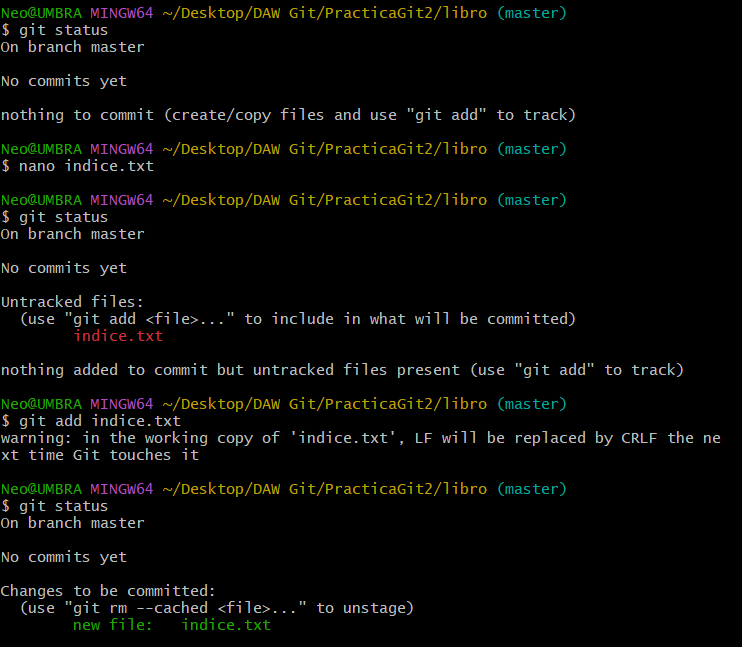 Neo@UMBRA MINGW64 ~/Desktop/DAW Git/PracticaGit2/libro (master)
$ git status
On branch master
No commits yet
nothing to commit (create/copy files and use "git add" to track)
Neo@UMBRA MINGW64 ~/Desktop/DAW Git/PracticaGit2/libro (master)
$ nano indice.txt
Neo@UMBRA MINGW64 ~/Desktop/DAW Git/PracticaGit2/libro (master)
$ git status
On branch master
No commits yet
Untracked files:
  (use "git add <file>..." to include in what will be committed)
        indice.txt
nothing added to commit but untracked files present (use "git add" to track)
Neo@UMBRA MINGW64 ~/Desktop/DAW Git/PracticaGit2/libro (master)
$ git add indice.txt
warning: in the working copy of 'indice.txt', LF will be replaced by CRLF the ne
xt time Git touches it
Neo@UMBRA MINGW64 ~/Desktop/DAW Git/PracticaGit2/libro (master)
$ git status
On branch master
No commits yet
Changes to be committed:
  (use "git rm --cached <file>..." to unstage)
        new file:   indice.txt